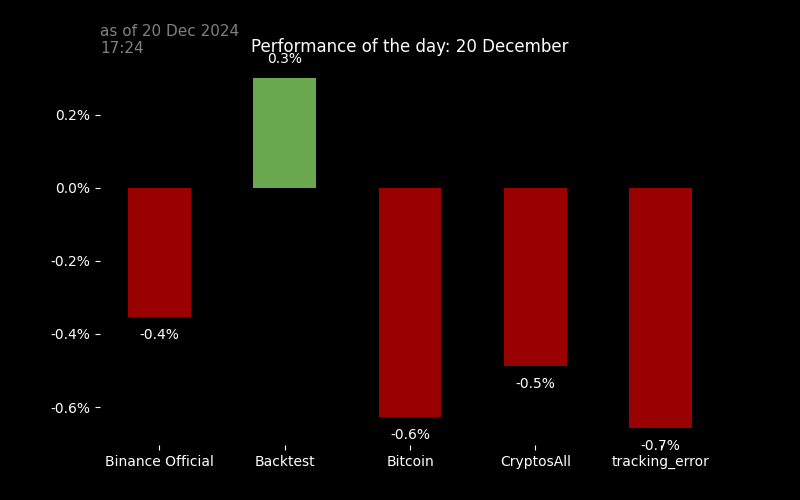 as of 20 Dec 2024
17:24
Performance of the day: 20 December
0.3%
0.2%
0.0%
-0.2%
-0.4%
-0.4%
-0.5%
-0.6%
-0.6%
-0.7%
Binance Official
Backtest
Bitcoin
CryptosAll
tracking_error